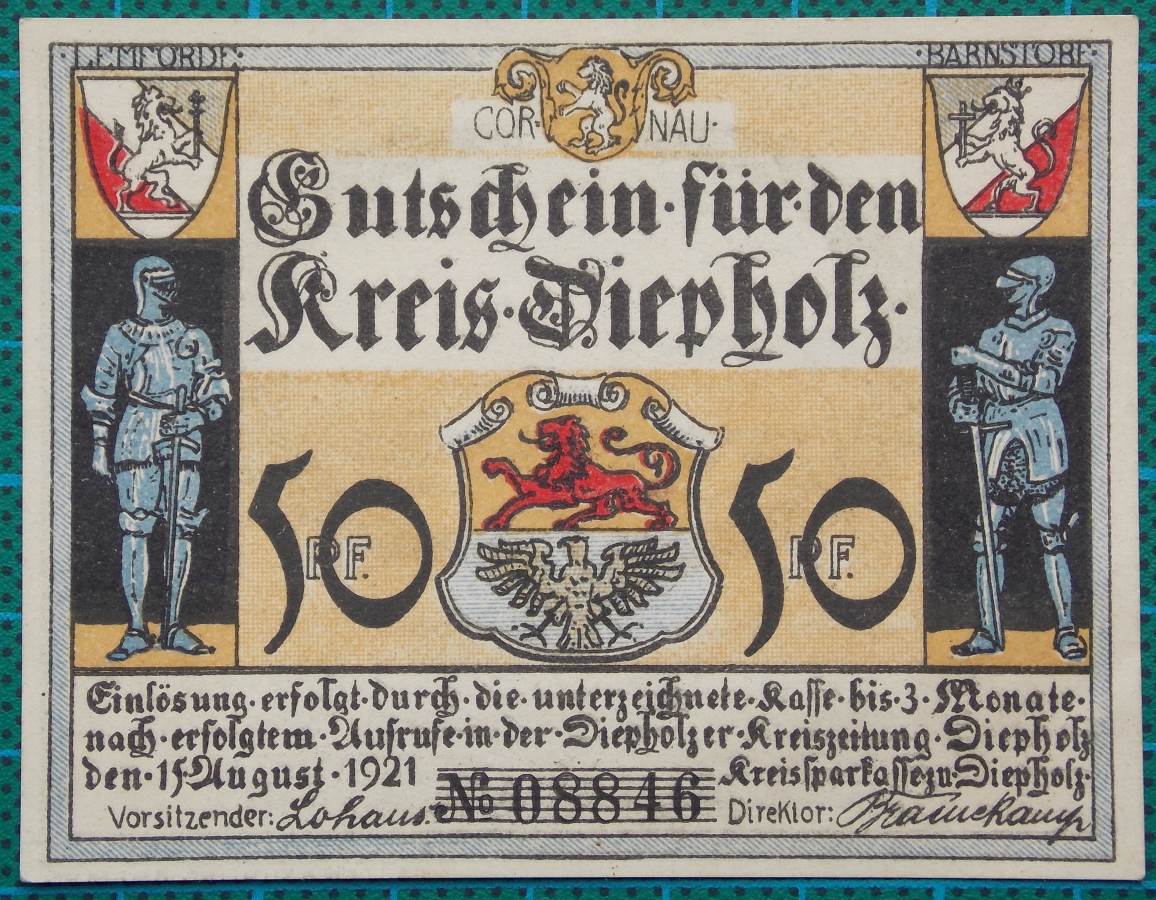 ·LEMFÖRDE·
·BARNSTORF·
COR- NAU·
Gutschein·für·den
Kreis·Diepholz·
50 PF. 50 PF.
Einlösung·erfolgt·durch·die·unterzeichnete·Kasse·bis·3·Monate·
nach·erfolgtem·Aufrufe·in·der·Diepholzer·Kreiszeitung·Diepholz
den·15·August·1921
Kreissparkasse·zu·Diepholz·
Vorsitzender: Lohaus.
№ 08846
Direktor: